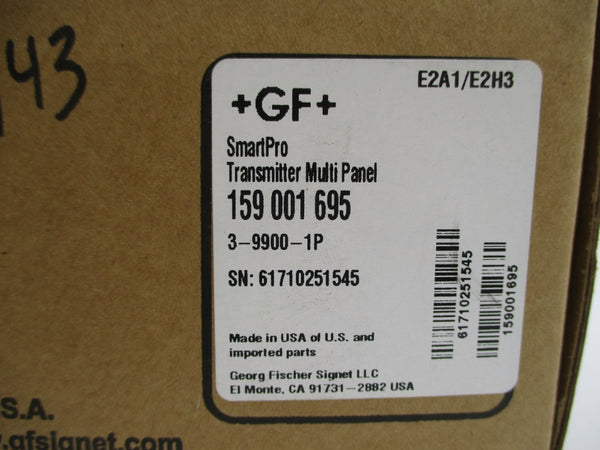 43
E2A1/E2H3
+GF+
SmartPro
Transmitter Multi Panel
159 001 695
3-9900-1P
SN: 61710251545
61710251545
159001695
Made in USA of U.S. and
imported parts
Georg Fischer Signet LLC
El Monte, CA 91731-2882 USA
S.A.
.gfsignet.com